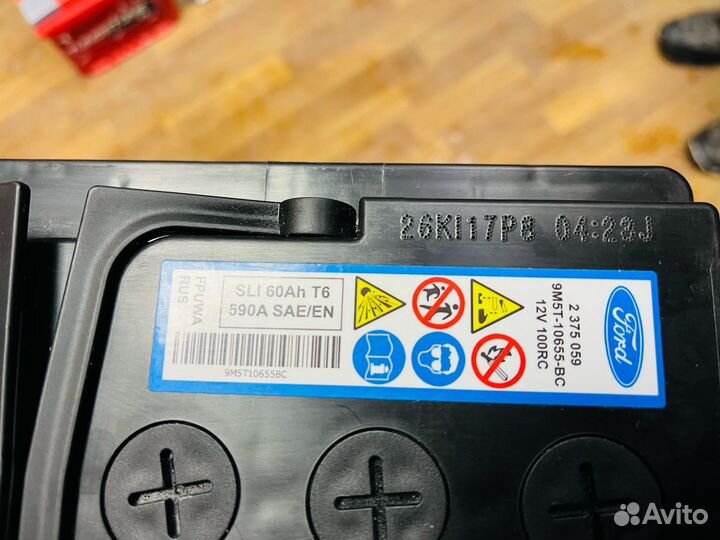 26KI17P8 04:23J
FPUWA
RUS
SLI 60Ah T6
590A SAE/EN
9M5T10655BC
2 375 059
9M5T-10655-BC
12V 100RC
Ford
Avito